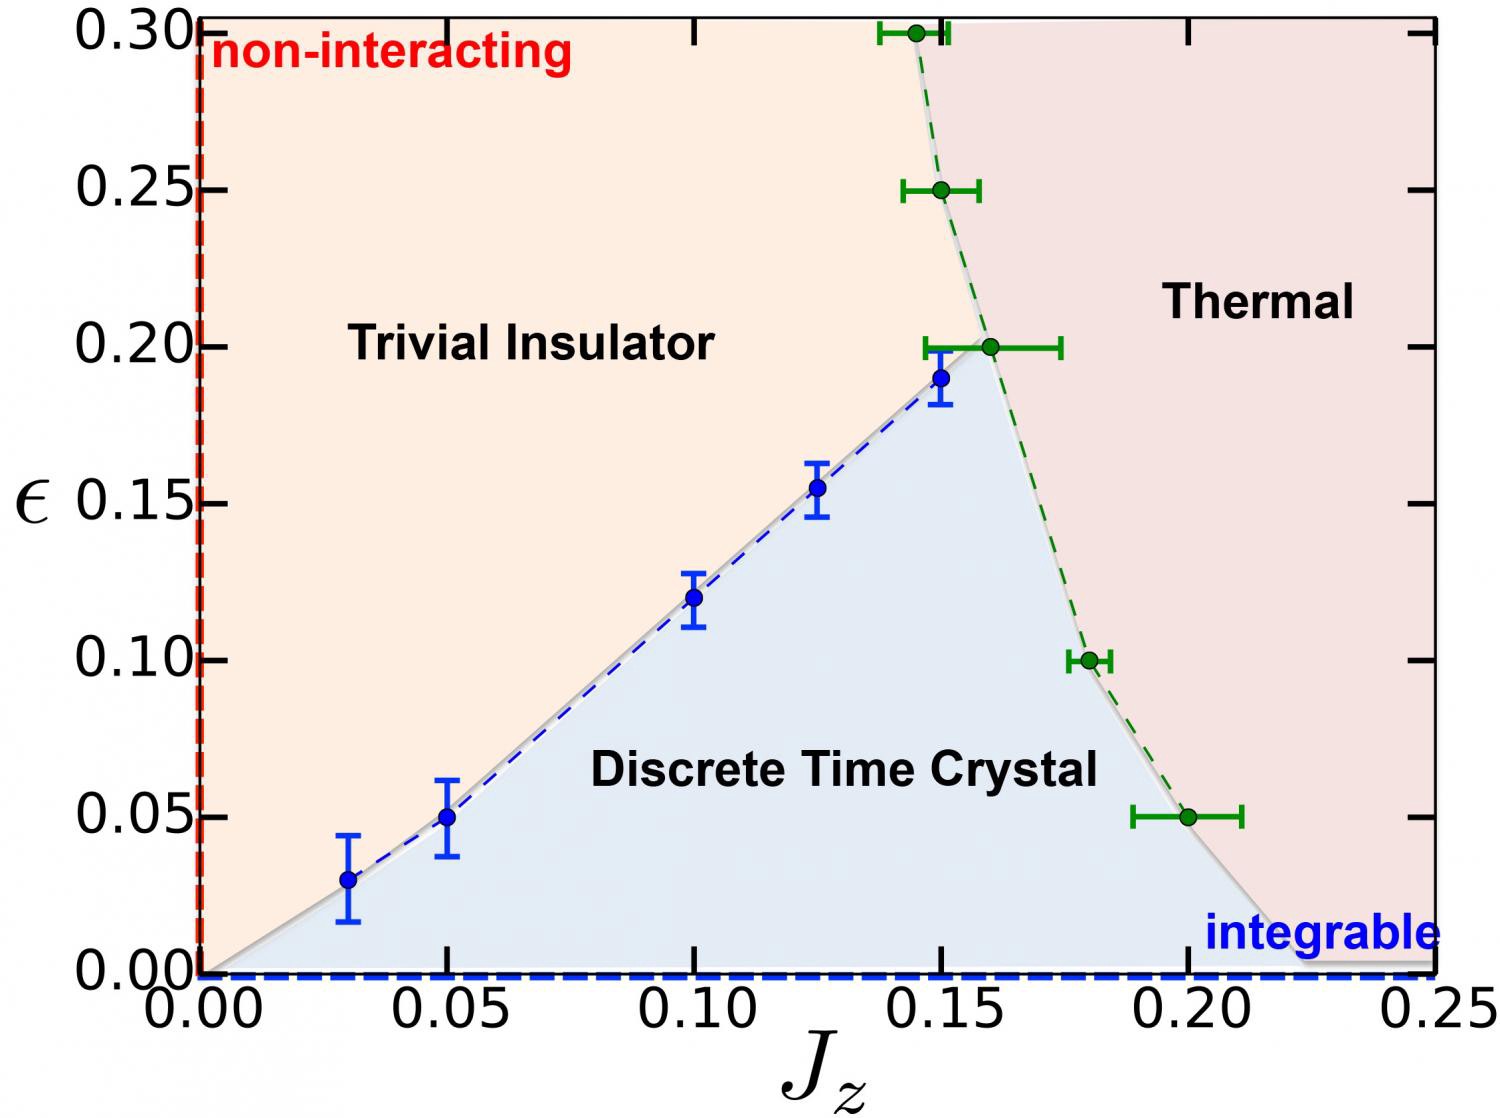 0.30
non-interacting
0.25
Thermal
0.20
Trivial Insulator
ϵ
0.15
0.10
Discrete Time Crystal
0.05
integrable
0.00
0.00 0.05 0.10 0.15 0.20 0.25
J_z